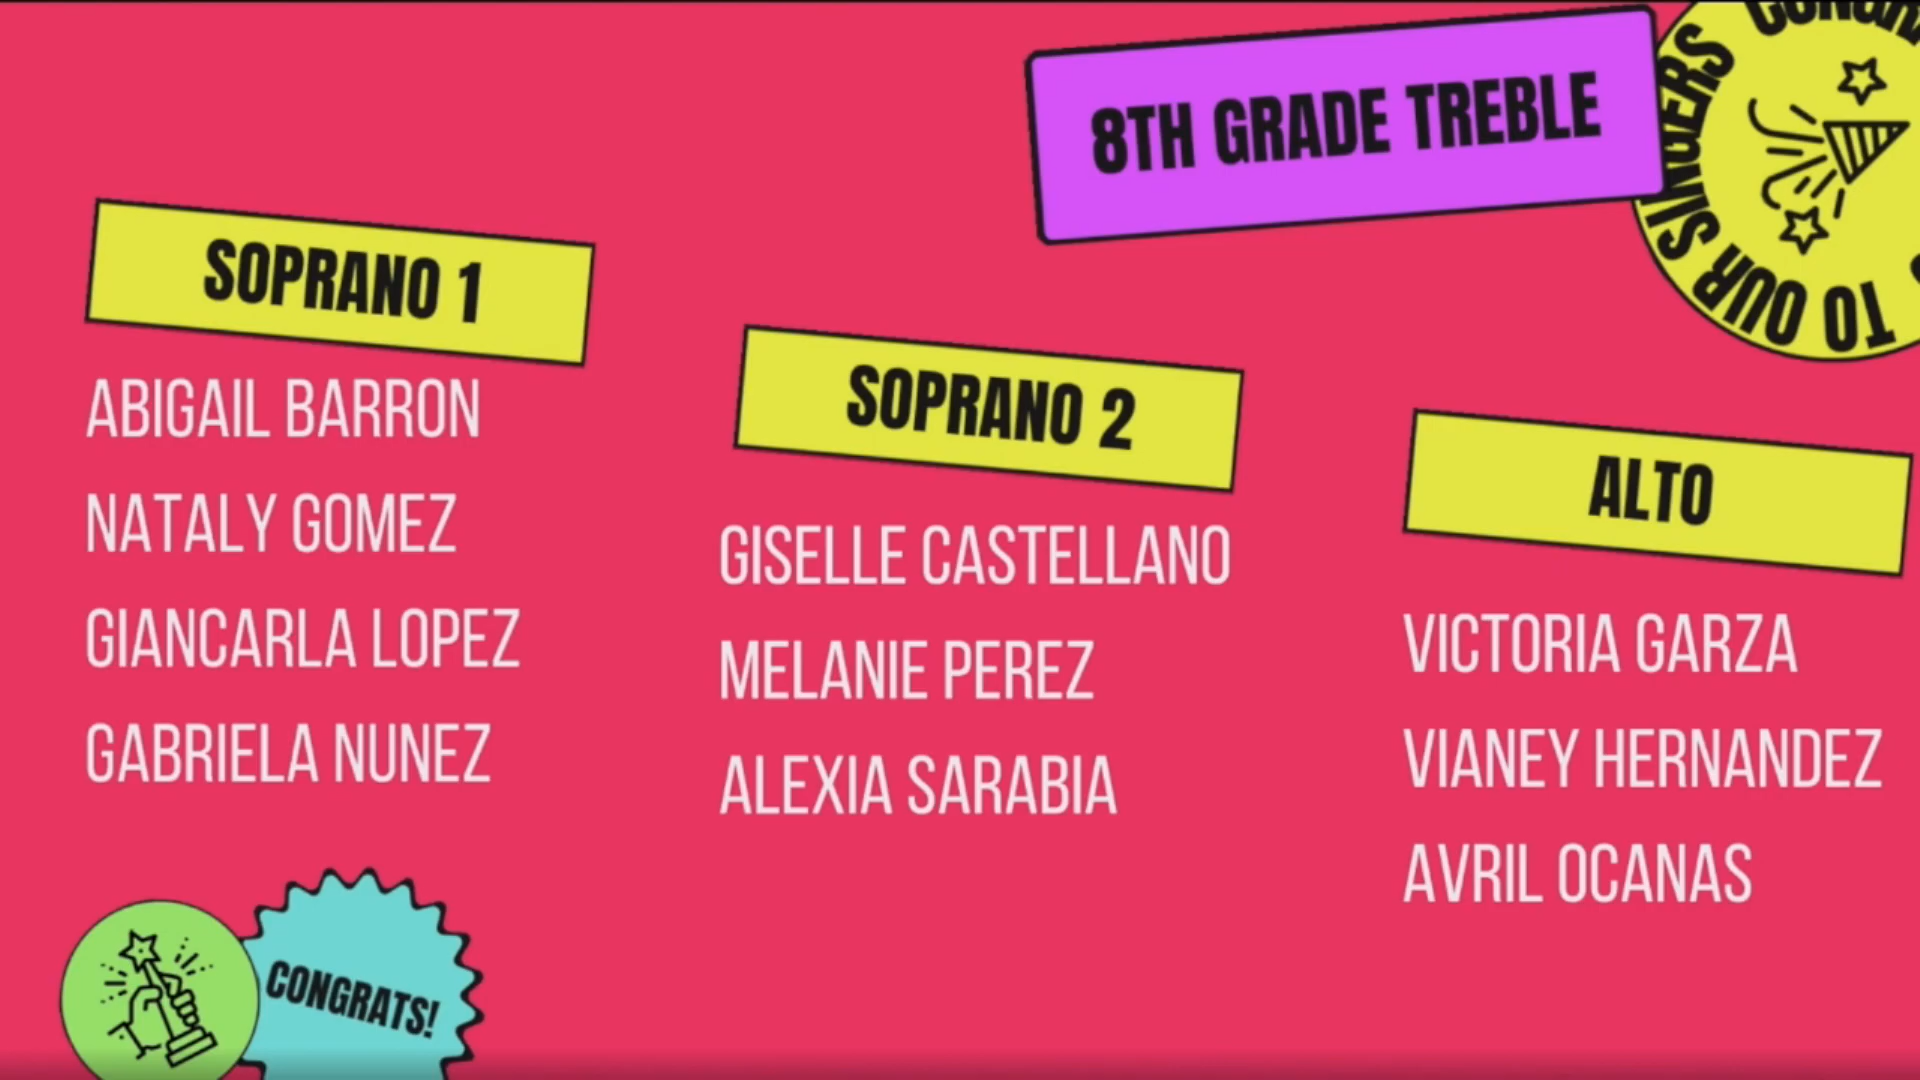 8TH GRADE TREBLE
TO OUR SINGERS
SOPRANO 1
ABIGAIL BARRON
NATALY GOMEZ
GIANCARLA LOPEZ
GABRIELA NUNEZ
SOPRANO 2
GISELLE CASTELLANO
MELANIE PEREZ
ALEXIA SARABIA
ALTO
VICTORIA GARZA
VIANEY HERNANDEZ
AVRIL OCANAS
CONGRATS!